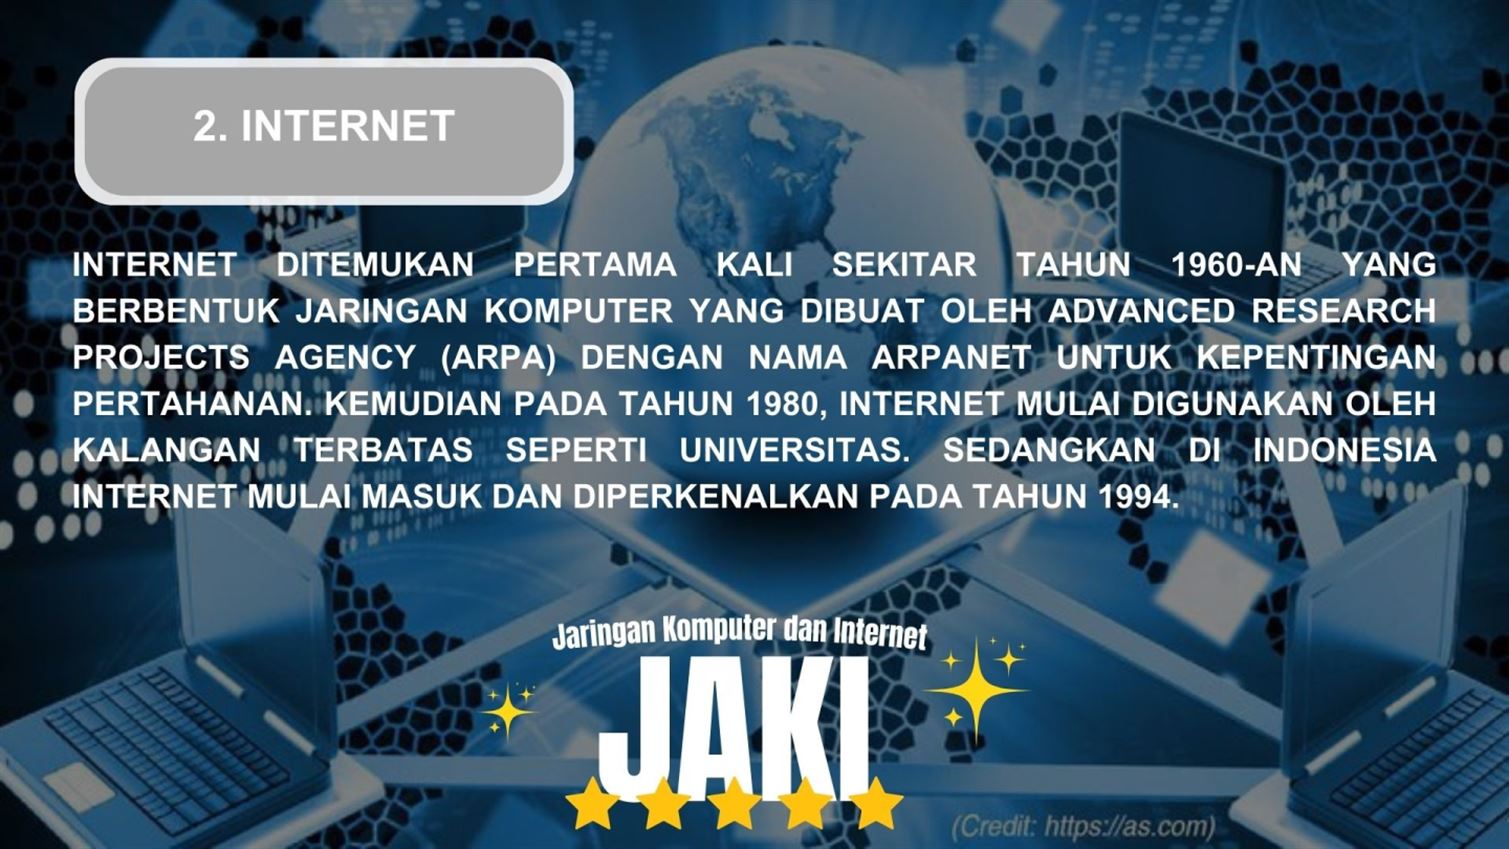 2. INTERNET
INTERNET DITEMUKAN PERTAMA KALI SEKITAR TAHUN 1960-AN YANG
BERBENTUK JARINGAN KOMPUTER YANG DIBUAT OLEH ADVANCED RESEARCH
PROJECTS AGENCY (ARPA) DENGAN NAMA ARPANET UNTUK KEPENTINGAN
PERTAHANAN. KEMUDIAN PADA TAHUN 1980, INTERNET MULAI DIGUNAKAN OLEH
KALANGAN TERBATAS SEPERTI UNIVERSITAS. SEDANGKAN DI INDONESIA
INTERNET MULAI MASUK DAN DIPERKENALKAN PADA TAHUN 1994.
Jaringan Komputer dan Internet
JAKI
(Credit: https://as.com)